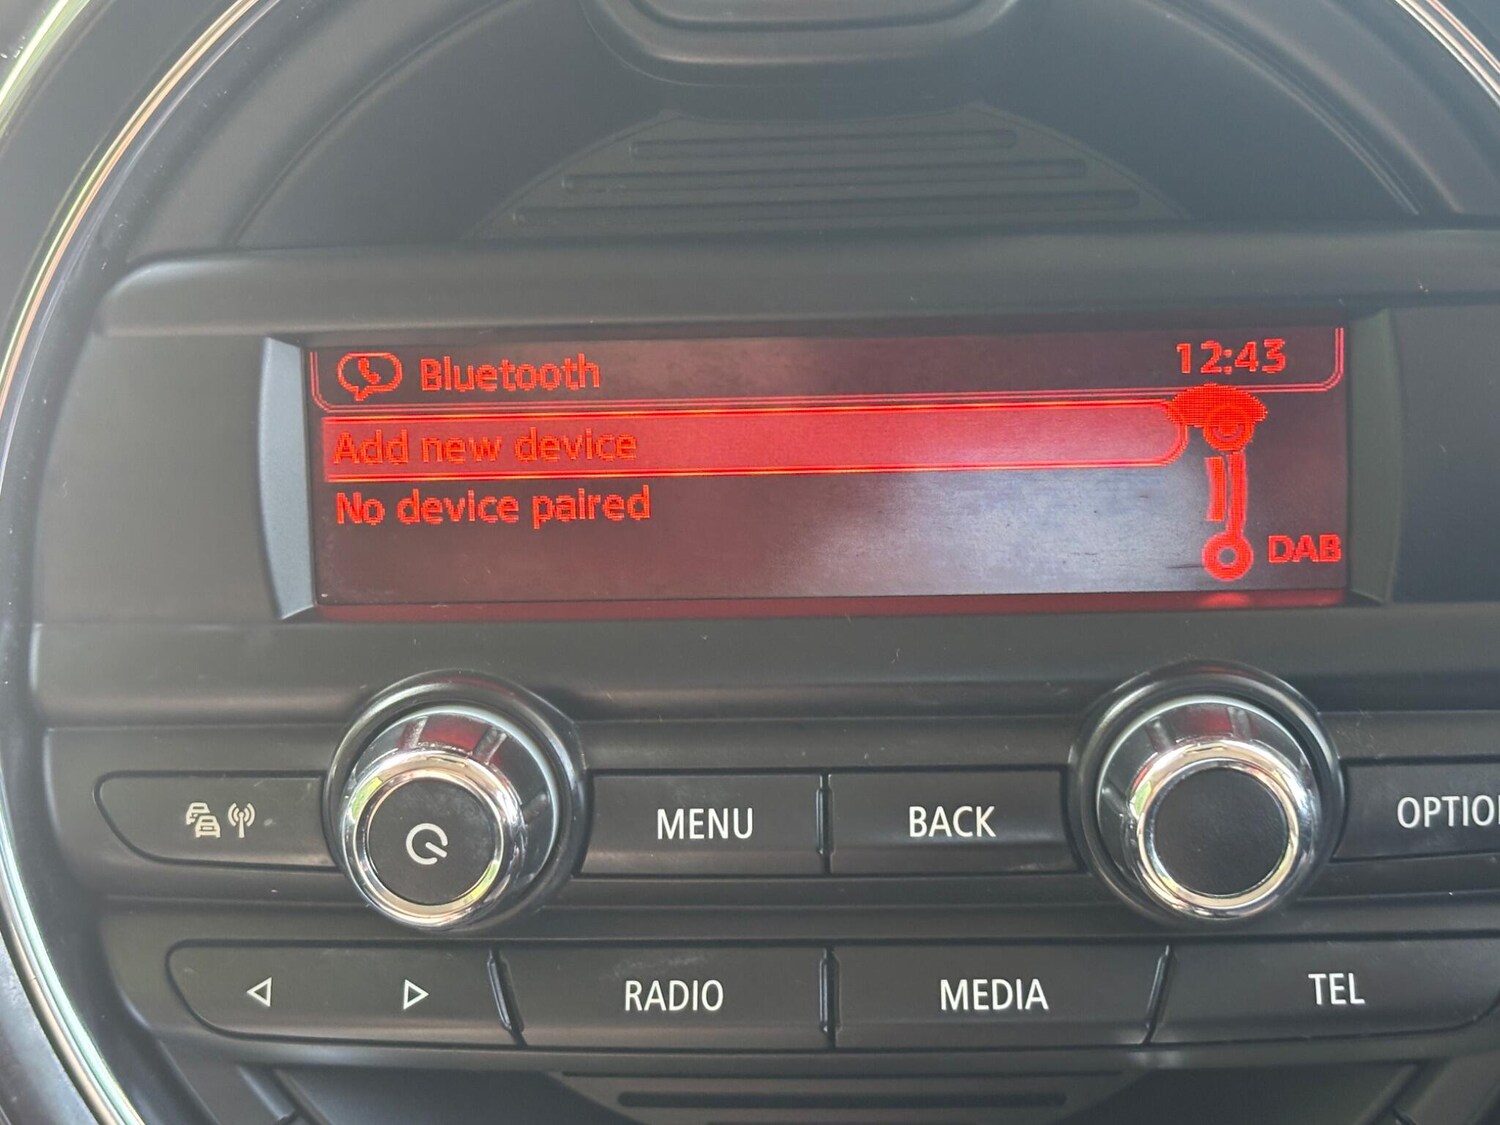 Bluetooth 12:43
Add new device
No device paired
DAB
MENU BACK OPTIO
RADIO MEDIA TEL